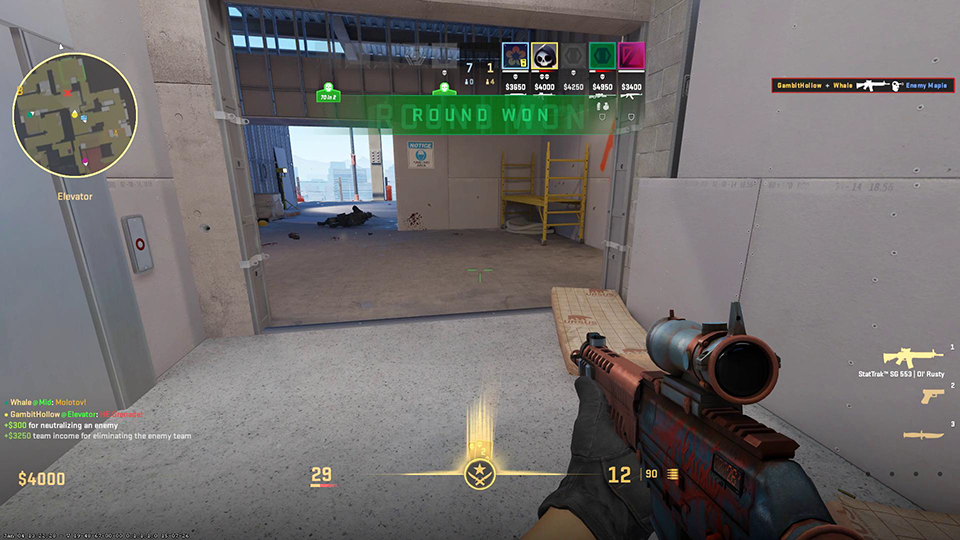 7 1
$3650 $4000 $4250 $4950 $3400
ROUND WON
GambitHollow + Whale Enemy Maple
NOTICE
Elevator
1
StatTrak™ SG 553 | Ol' Rusty
2
3
Whale @ Mid: Molotov!
GambitHollow @ Elevator: HE Grenade!
+$300 for neutralizing an enemy
+$3250 team income for eliminating the enemy team
$4000
29
2
12 90